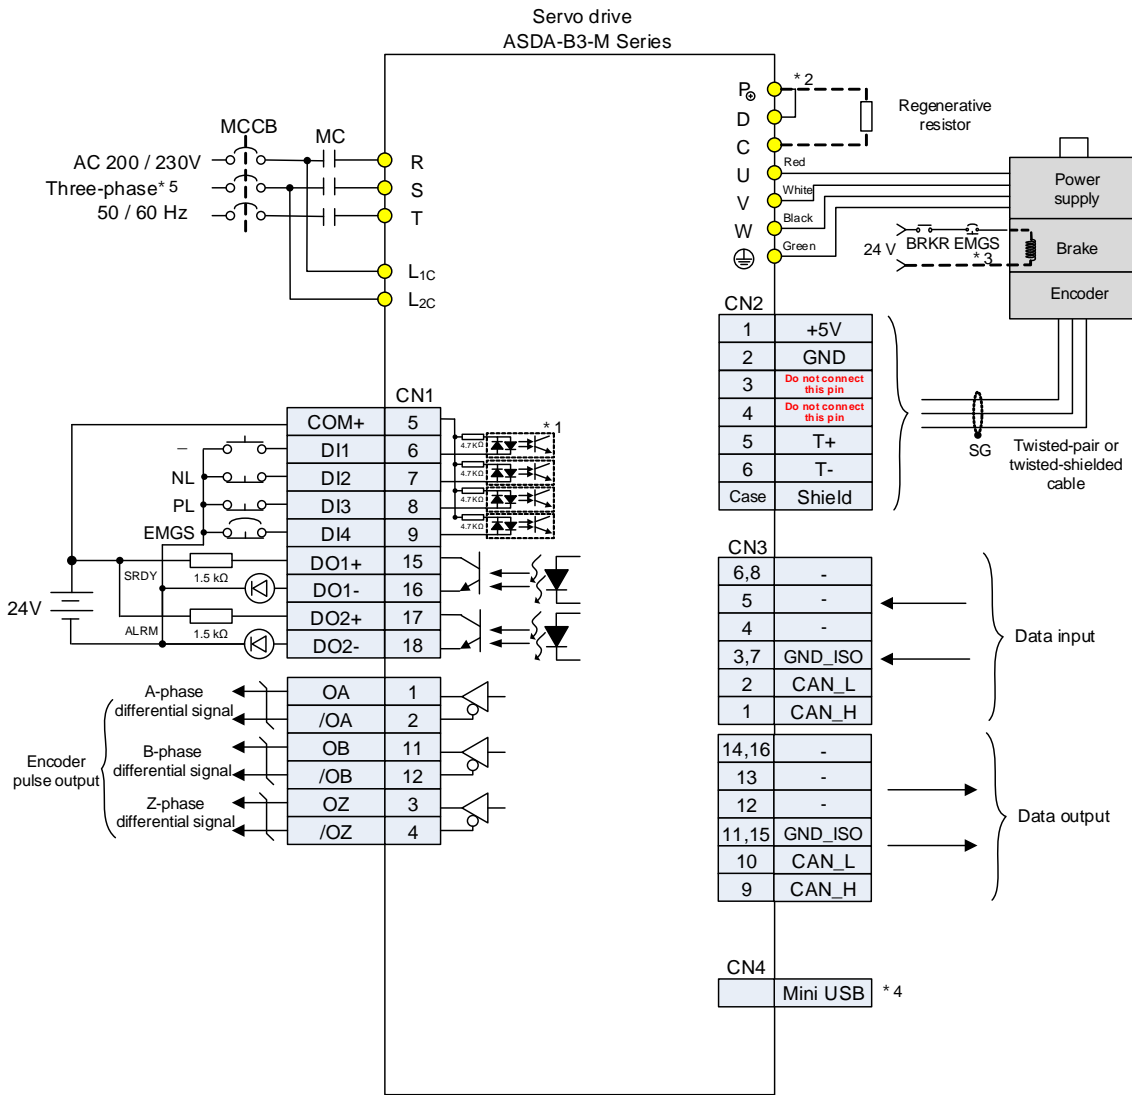 Servo drive
ASDA-B3-M Series
MCCB
MC
AC 200 / 230V
Three-phase* 5
50 / 60 Hz
R
S
T
L1C
L2C
P⊕
* 2
D
C
Regenerative
resistor
U
Red
V
White
W
Black
Green
Power
supply
24 V
BRKR EMGS
* 3
Brake
Encoder
CN2
1 +5V
2 GND
3 Do not connect
this pin
4 Do not connect
this pin
5 T+
6 T-
Case Shield
SG
Twisted-pair or
twisted-shielded
cable
CN1
COM+ 5
* 1
– DI1 6
4.7KΩ
NL DI2 7
4.7KΩ
PL DI3 8
4.7KΩ
EMGS DI4 9
4.7KΩ
DO1+ 15
SRDY 1.5 kΩ
DO1- 16
24V
DO2+ 17
ALRM 1.5 kΩ
DO2- 18
A-phase
differential signal
OA 1
/OA 2
Encoder
pulse output
B-phase
differential signal
OB 11
/OB 12
Z-phase
differential signal
OZ 3
/OZ 4
CN3
6,8 -
5 -
4 -
3,7 GND_ISO
2 CAN_L
1 CAN_H
Data input
14,16 -
13 -
12 -
11,15 GND_ISO
10 CAN_L
9 CAN_H
Data output
CN4
Mini USB * 4